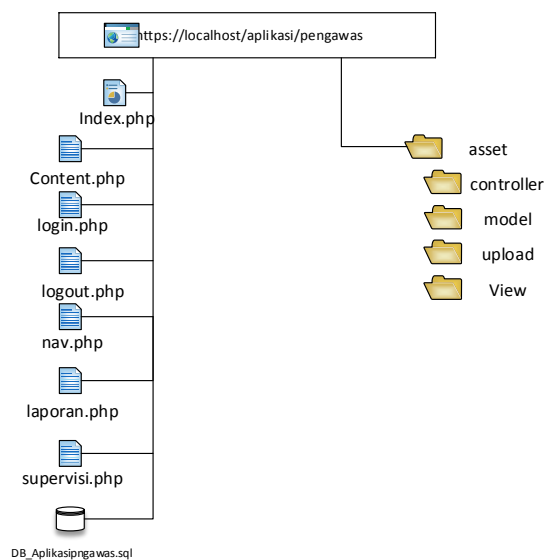 https://localhost/aplikasi/pengawas
Index.php
Content.php
login.php
logout.php
nav.php
laporan.php
supervisi.php
DB_Aplikasipngawas.sql
asset
controller
model
upload
View